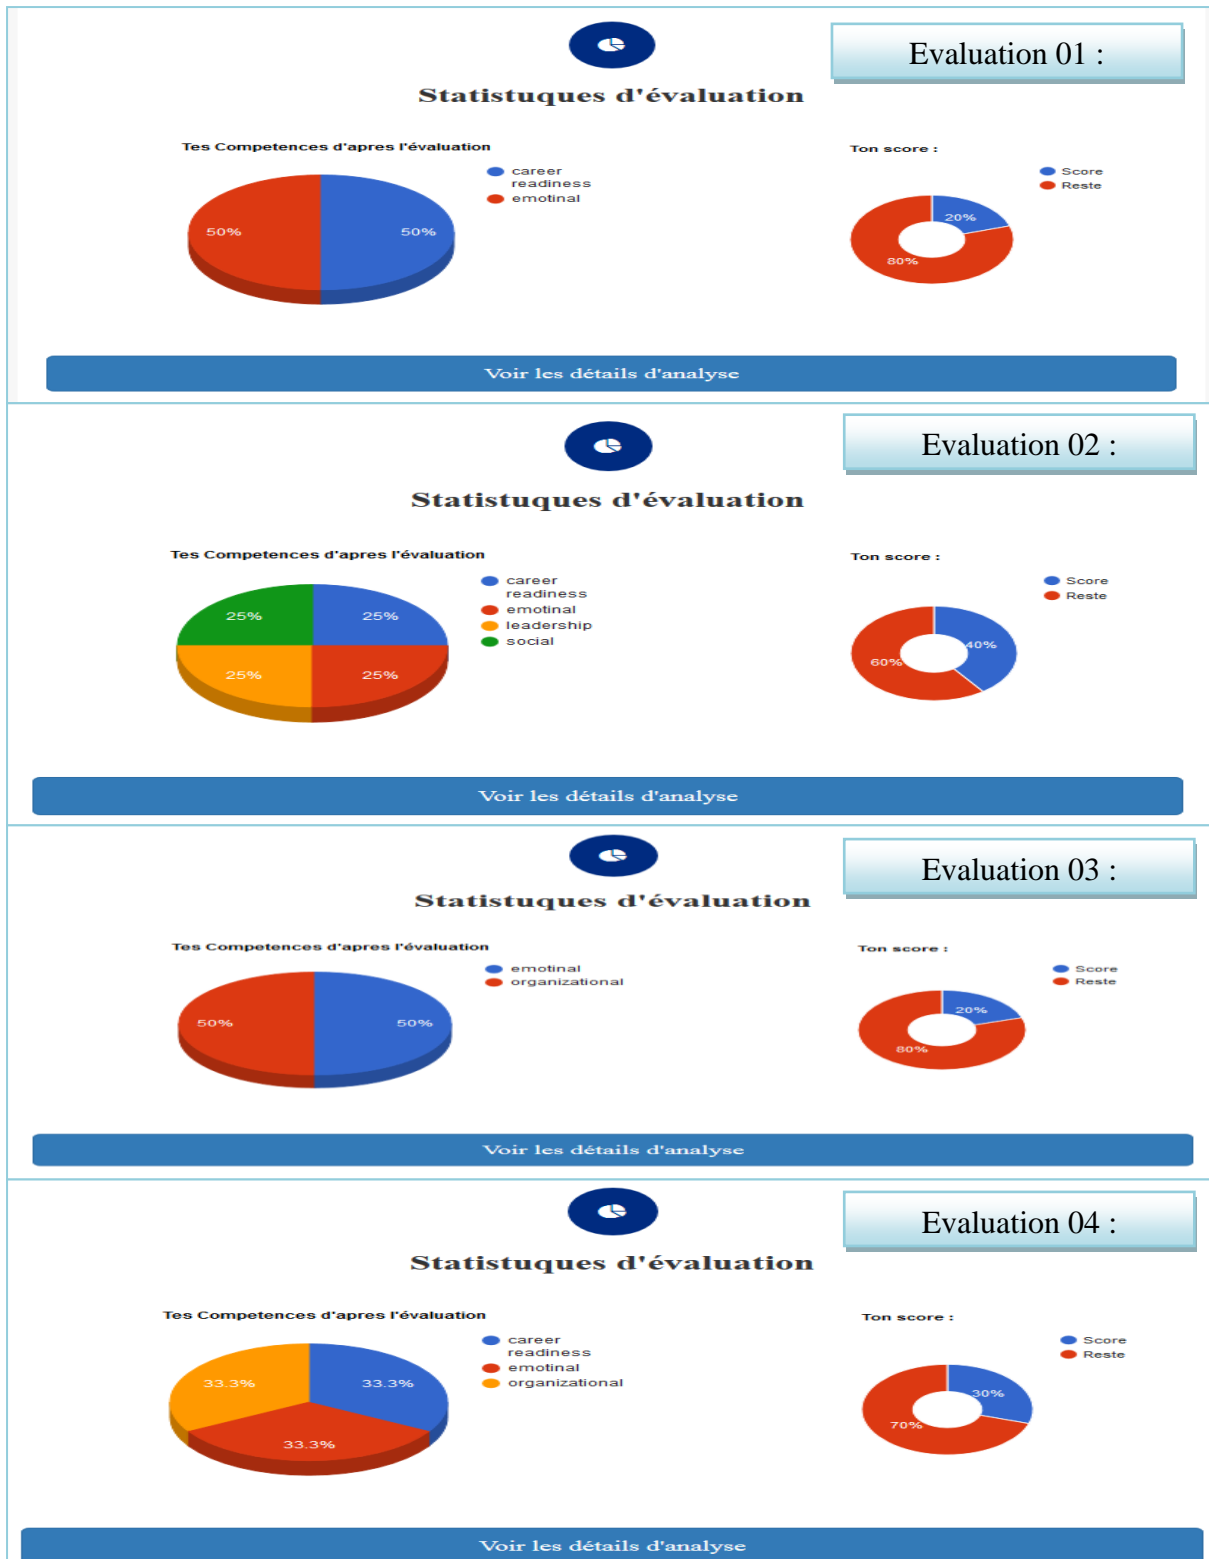 Evaluation 01 :
Statistuques d'évaluation
Tes Competences d'apres l'évaluation
career
readiness
emotinal
50%
50%
Ton score :
Score
Reste
20%
80%
Voir les détails d'analyse
Evaluation 02 :
Statistuques d'évaluation
Tes Competences d'apres l'évaluation
career
readiness
emotinal
leadership
social
25%
25%
25%
25%
Ton score :
Score
Reste
40%
60%
Voir les détails d'analyse
Evaluation 03 :
Statistuques d'évaluation
Tes Competences d'apres l'évaluation
emotinal
organizational
50%
50%
Ton score :
Score
Reste
20%
80%
Voir les détails d'analyse
Evaluation 04 :
Statistuques d'évaluation
Tes Competences d'apres l'évaluation
career
readiness
emotinal
organizational
33.3%
33.3%
33.3%
Ton score :
Score
Reste
30%
70%
Voir les détails d'analyse